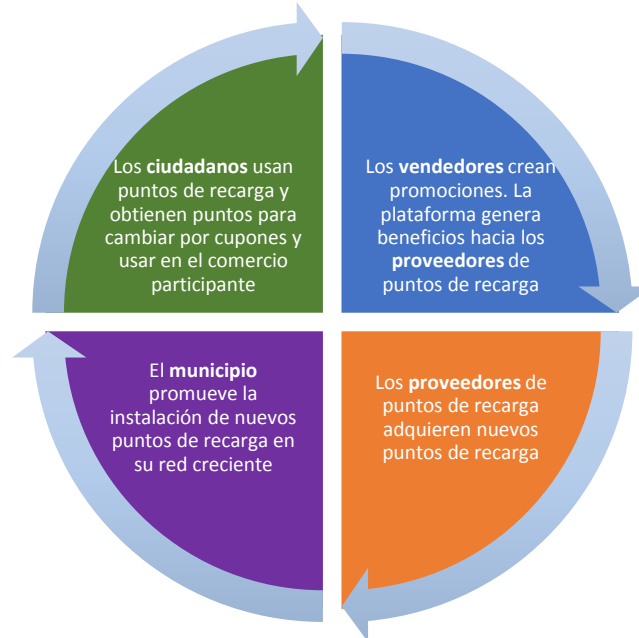 Los ciudadanos usan
puntos de recarga y
obtienen puntos para
cambiar por cupones y
usar en el comercio
participante
Los vendedores crean
promociones. La
plataforma genera
beneficios hacia los
proveedores de
puntos de recarga
Los proveedores de
puntos de recarga
adquieren nuevos
puntos de recarga
El municipio
promueve la
instalación de nuevos
puntos de recarga en
su red creciente